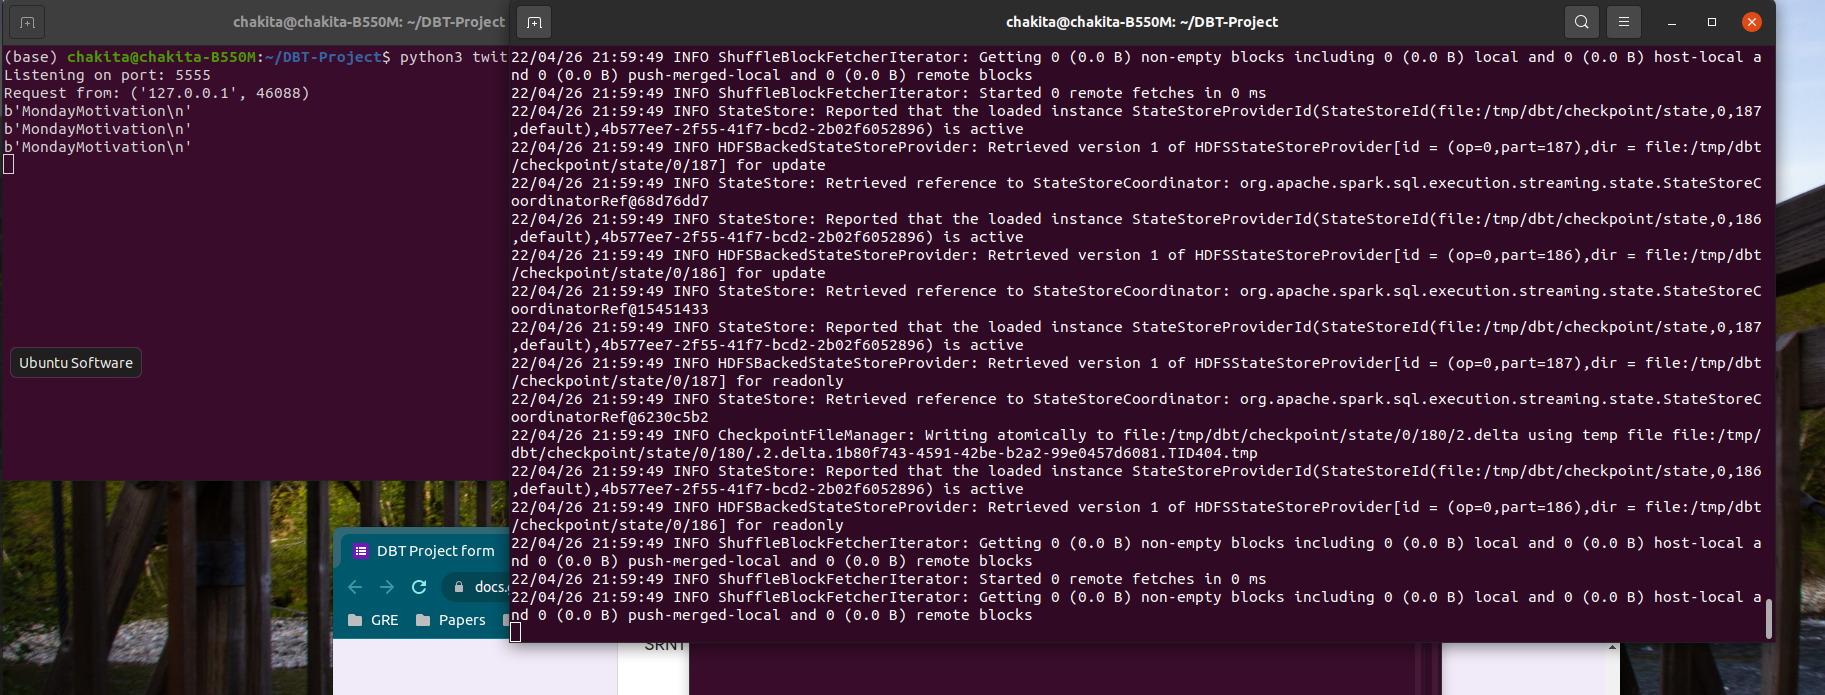 chakita@chakita-B550M: ~/DBT-Project
(base) chakita@chakita-B550M:~/DBT-Project$ python3 twit
Listening on port: 5555
Request from: ('127.0.0.1', 46088)
b'MondayMotivation\n'
b'MondayMotivation\n'
b'MondayMotivation\n'
Ubuntu Software
chakita@chakita-B550M: ~/DBT-Project
22/04/26 21:59:49 INFO ShuffleBlockFetcherIterator: Getting 0 (0.0 B) non-empty blocks including 0 (0.0 B) local and 0 (0.0 B) host-local a
nd 0 (0.0 B) push-merged-local and 0 (0.0 B) remote blocks
22/04/26 21:59:49 INFO ShuffleBlockFetcherIterator: Started 0 remote fetches in 0 ms
22/04/26 21:59:49 INFO StateStore: Reported that the loaded instance StateStoreProviderId(StateStoreId(file:/tmp/dbt/checkpoint/state,0,187
,default),4b577ee7-2f55-41f7-bcd2-2b02f6052896) is active
22/04/26 21:59:49 INFO HDFSBackedStateStoreProvider: Retrieved version 1 of HDFSStateStoreProvider[id = (op=0,part=187),dir = file:/tmp/dbt
/checkpoint/state/0/187] for update
22/04/26 21:59:49 INFO StateStore: Retrieved reference to StateStoreCoordinator: org.apache.spark.sql.execution.streaming.state.StateStoreC
oordinatorRef@68d76dd7
22/04/26 21:59:49 INFO StateStore: Reported that the loaded instance StateStoreProviderId(StateStoreId(file:/tmp/dbt/checkpoint/state,0,186
,default),4b577ee7-2f55-41f7-bcd2-2b02f6052896) is active
22/04/26 21:59:49 INFO HDFSBackedStateStoreProvider: Retrieved version 1 of HDFSStateStoreProvider[id = (op=0,part=186),dir = file:/tmp/dbt
/checkpoint/state/0/186] for update
22/04/26 21:59:49 INFO StateStore: Retrieved reference to StateStoreCoordinator: org.apache.spark.sql.execution.streaming.state.StateStoreC
oordinatorRef@15451433
22/04/26 21:59:49 INFO StateStore: Reported that the loaded instance StateStoreProviderId(StateStoreId(file:/tmp/dbt/checkpoint/state,0,187
,default),4b577ee7-2f55-41f7-bcd2-2b02f6052896) is active
22/04/26 21:59:49 INFO HDFSBackedStateStoreProvider: Retrieved version 1 of HDFSStateStoreProvider[id = (op=0,part=187),dir = file:/tmp/dbt
/checkpoint/state/0/187] for readonly
22/04/26 21:59:49 INFO StateStore: Retrieved reference to StateStoreCoordinator: org.apache.spark.sql.execution.streaming.state.StateStoreC
oordinatorRef@6230c5b2
22/04/26 21:59:49 INFO CheckpointFileManager: Writing atomically to file:/tmp/dbt/checkpoint/state/0/180/2.delta using temp file file:/tmp/
dbt/checkpoint/state/0/180/.2.delta.1b80f743-4591-42be-b2a2-99e0457d6081.TID404.tmp
22/04/26 21:59:49 INFO StateStore: Reported that the loaded instance StateStoreProviderId(StateStoreId(file:/tmp/dbt/checkpoint/state,0,186
,default),4b577ee7-2f55-41f7-bcd2-2b02f6052896) is active
22/04/26 21:59:49 INFO HDFSBackedStateStoreProvider: Retrieved version 1 of HDFSStateStoreProvider[id = (op=0,part=186),dir = file:/tmp/dbt
/checkpoint/state/0/186] for readonly
22/04/26 21:59:49 INFO ShuffleBlockFetcherIterator: Getting 0 (0.0 B) non-empty blocks including 0 (0.0 B) local and 0 (0.0 B) host-local a
nd 0 (0.0 B) push-merged-local and 0 (0.0 B) remote blocks
22/04/26 21:59:49 INFO ShuffleBlockFetcherIterator: Started 0 remote fetches in 0 ms
22/04/26 21:59:49 INFO ShuffleBlockFetcherIterator: Getting 0 (0.0 B) non-empty blocks including 0 (0.0 B) local and 0 (0.0 B) host-local a
nd 0 (0.0 B) push-merged-local and 0 (0.0 B) remote blocks
DBT Project form
docs.
GRE Papers
SRNT